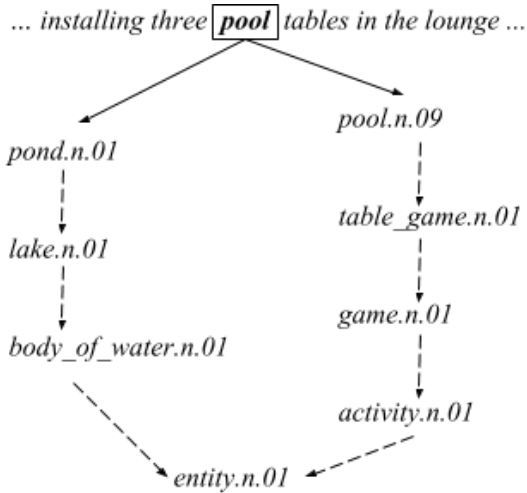 ... installing three pool tables in the lounge ...
pool.n.09
pond.n.01
table_game.n.01
lake.n.01
game.n.01
body_of_water.n.01
activity.n.01
entity.n.01